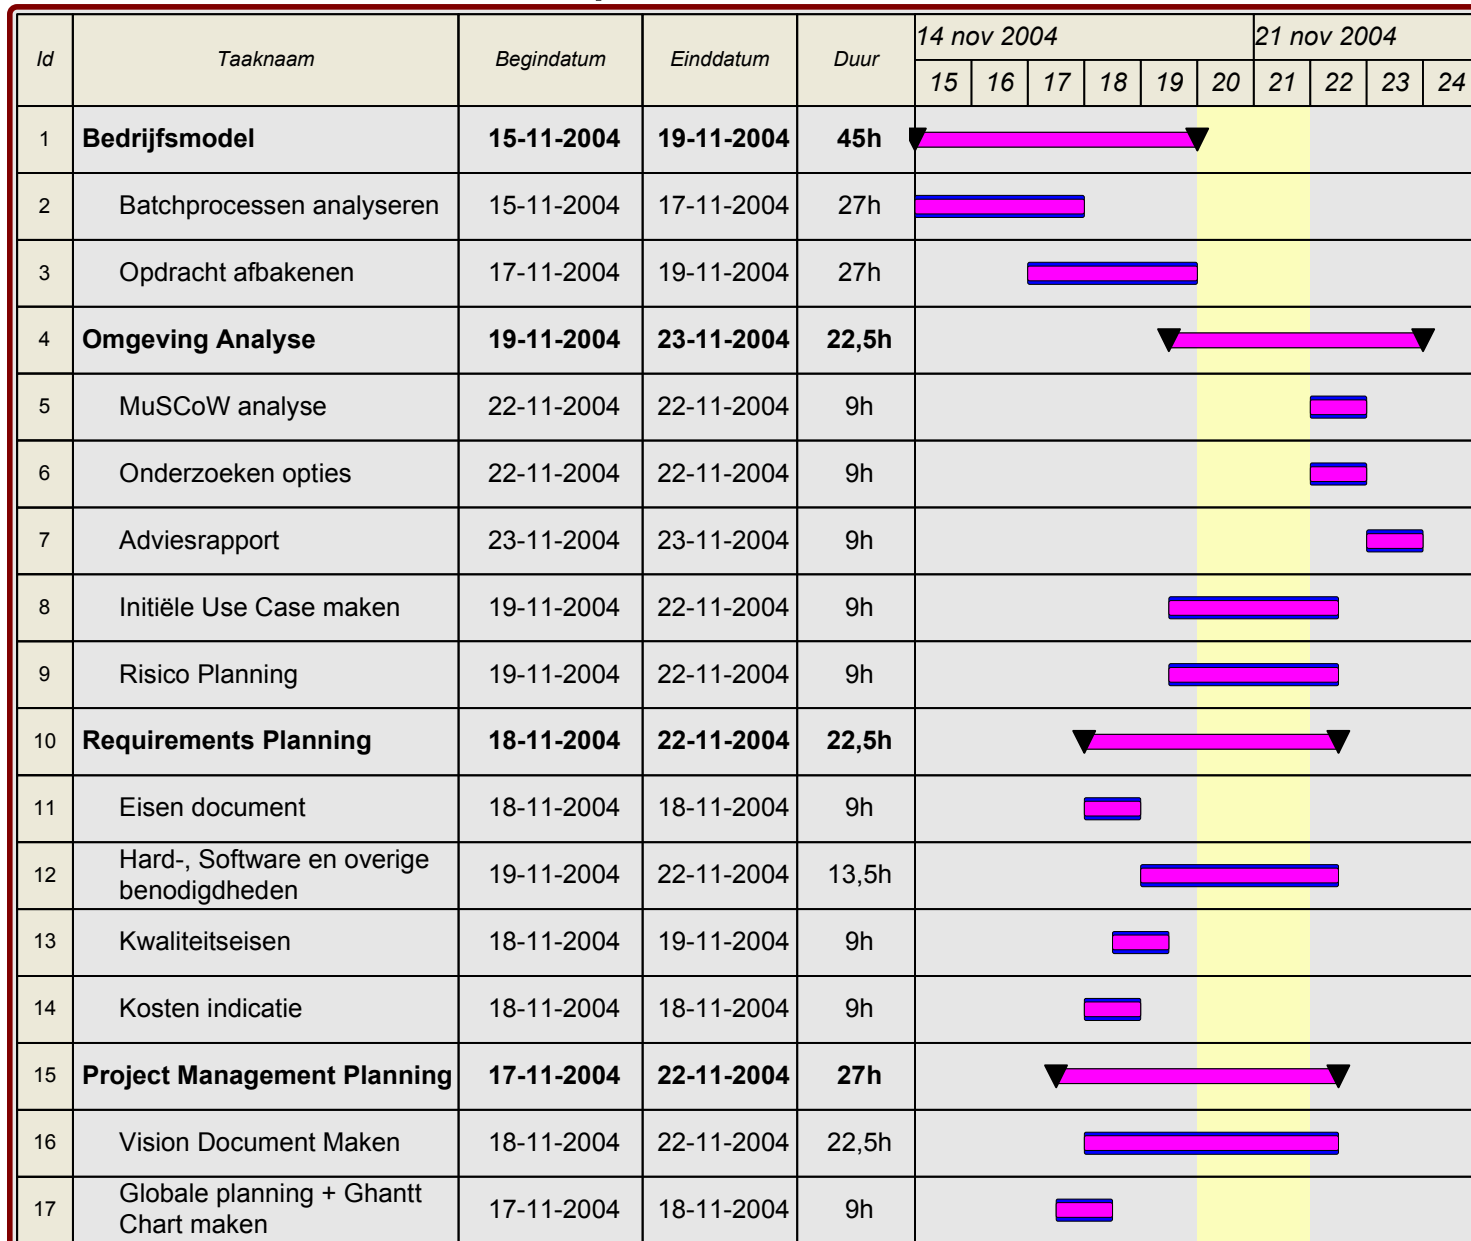 Id Taaknaam Begindatum Einddatum Duur 14 nov 2004 21 nov 2004
15 16 17 18 19 20 21 22 23 24
1 Bedrijfsmodel 15-11-2004 19-11-2004 45h
2 Batchprocessen analyseren 15-11-2004 17-11-2004 27h
3 Opdracht afbakenen 17-11-2004 19-11-2004 27h
4 Omgeving Analyse 19-11-2004 23-11-2004 22,5h
5 MuSCoW analyse 22-11-2004 22-11-2004 9h
6 Onderzoeken opties 22-11-2004 22-11-2004 9h
7 Adviesrapport 23-11-2004 23-11-2004 9h
8 Initiële Use Case maken 19-11-2004 22-11-2004 9h
9 Risico Planning 19-11-2004 22-11-2004 9h
10 Requirements Planning 18-11-2004 22-11-2004 22,5h
11 Eisen document 18-11-2004 18-11-2004 9h
12 Hard-, Software en overige
benodigdheden 19-11-2004 22-11-2004 13,5h
13 Kwaliteitseisen 18-11-2004 19-11-2004 9h
14 Kosten indicatie 18-11-2004 18-11-2004 9h
15 Project Management Planning 17-11-2004 22-11-2004 27h
16 Vision Document Maken 18-11-2004 22-11-2004 22,5h
17 Globale planning + Ghantt
Chart maken 17-11-2004 18-11-2004 9h